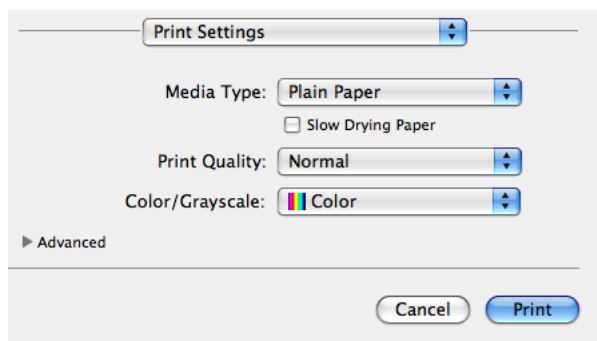 Print Settings
Media Type: Plain Paper
Slow Drying Paper
Print Quality: Normal
Color/Grayscale: Color
Advanced
Cancel Print